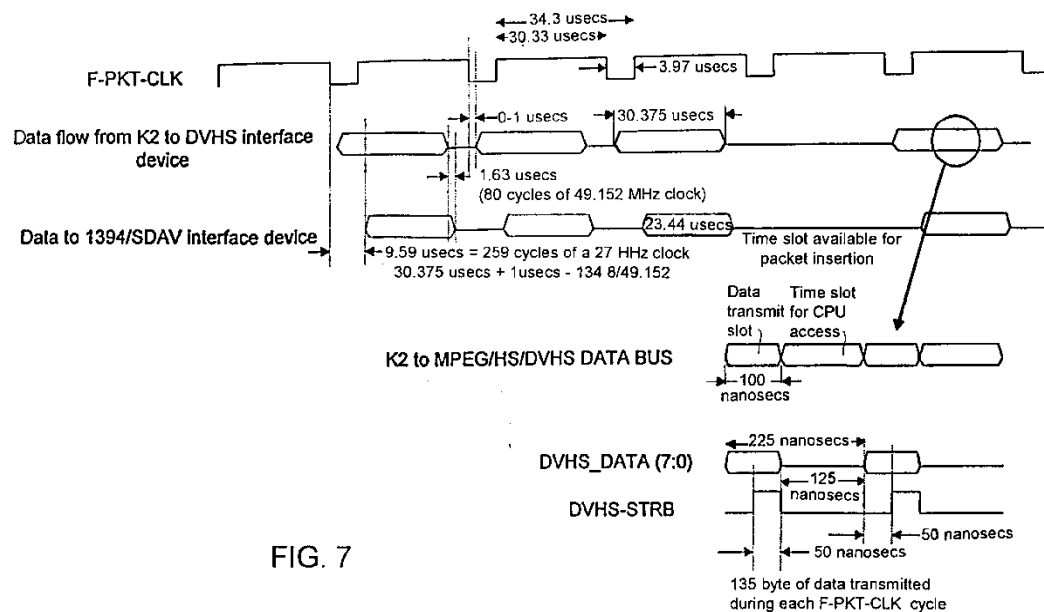 34.3 usecs
30.33usecs
F-PKT-CLK
3.97 usecs
0-1 usecs
30.375 usecs
Data flow from K2 to DVHS interface
device
1.63 usecs
(80 cycles of 49.152 MHz clock)
Data to 1394/SDAV interface device
23.44 usecs
9.59 usecs = 259 cycles of a 27 HHz clock
30.375 usecs + 1usecs - 134 8/49.152
Time slot available for
packet insertion
Data
transmit
slot
Time slot
for CPU
access
K2 to MPEG/HS/DVHS DATA BUS
100
nanosecs
225 nanosecs
DVHS_DATA (7:0)
125
nanosecs
DVHS-STRB
50 nanosecs
50 nanosecs
FIG. 7
135 byte of data transmitted
during each F-PKT-CLK cycle